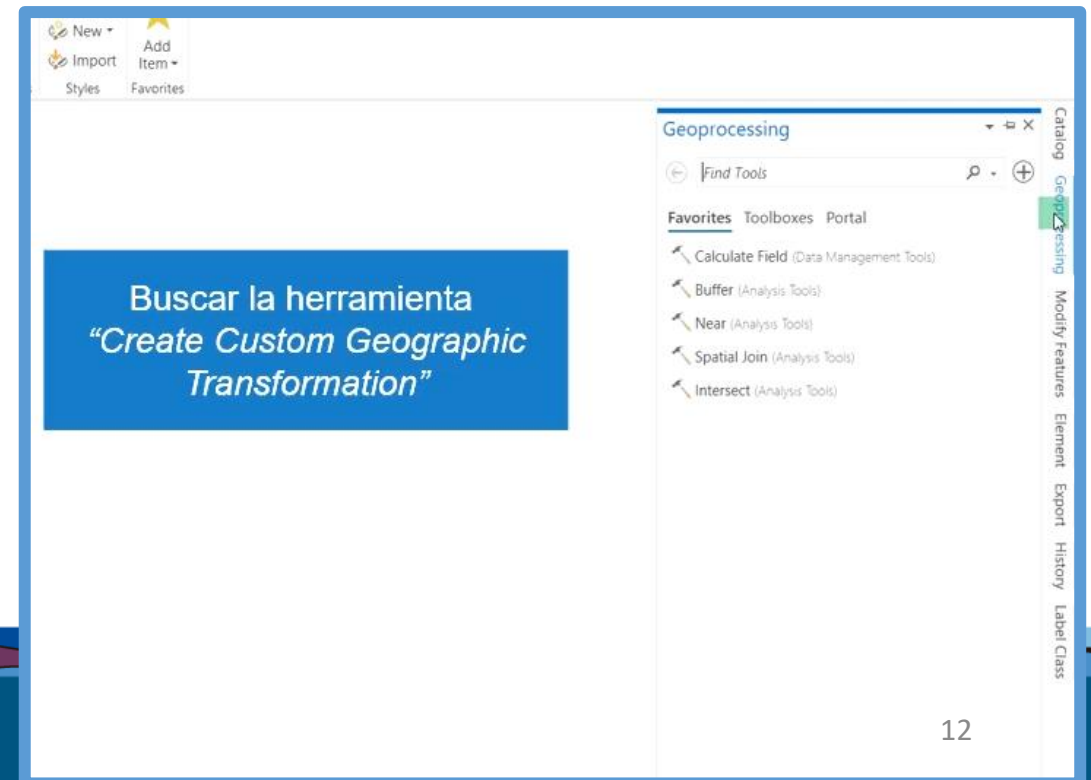 New
Import
Add
Item
Styles
Favorites
Buscar la herramienta
“Create Custom Geographic
Transformation”
Geoprocessing
Find Tools
Favorites Toolboxes Portal
Calculate Field (Data Management Tools)
Buffer (Analysis Tools)
Near (Analysis Tools)
Spatial Join (Analysis Tools)
Intersect (Analysis Tools)
Catalog
Geoprocessing
Modify Features
Element
Export
History
Label Class
12